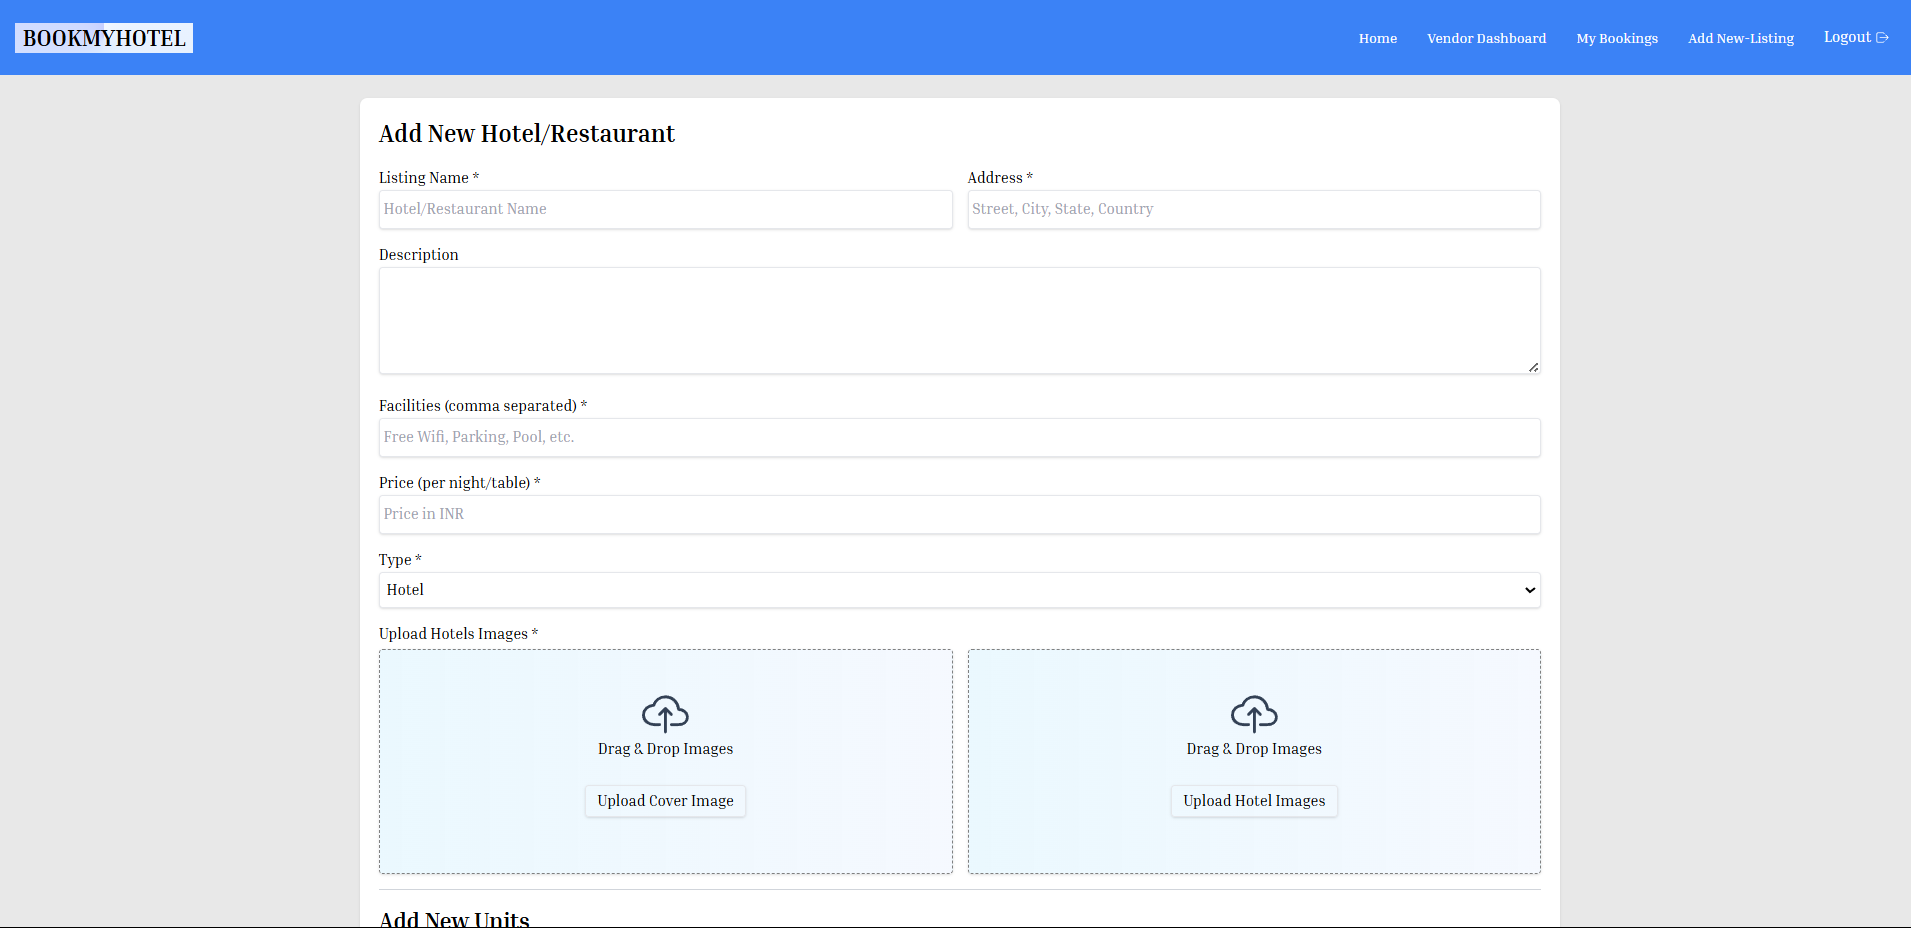 BOOKMYHOTEL
Home Vendor Dashboard My Bookings Add New-Listing Logout
Add New Hotel/Restaurant
Listing Name * Address *
Hotel/Restaurant Name Street, City, State, Country
Description
Facilities (comma separated) *
Free Wifi, Parking, Pool, etc.
Price (per night/table) *
Price in INR
Type *
Hotel
Upload Hotels Images *
Drag & Drop Images Drag & Drop Images
Upload Cover Image Upload Hotel Images
Add New Units